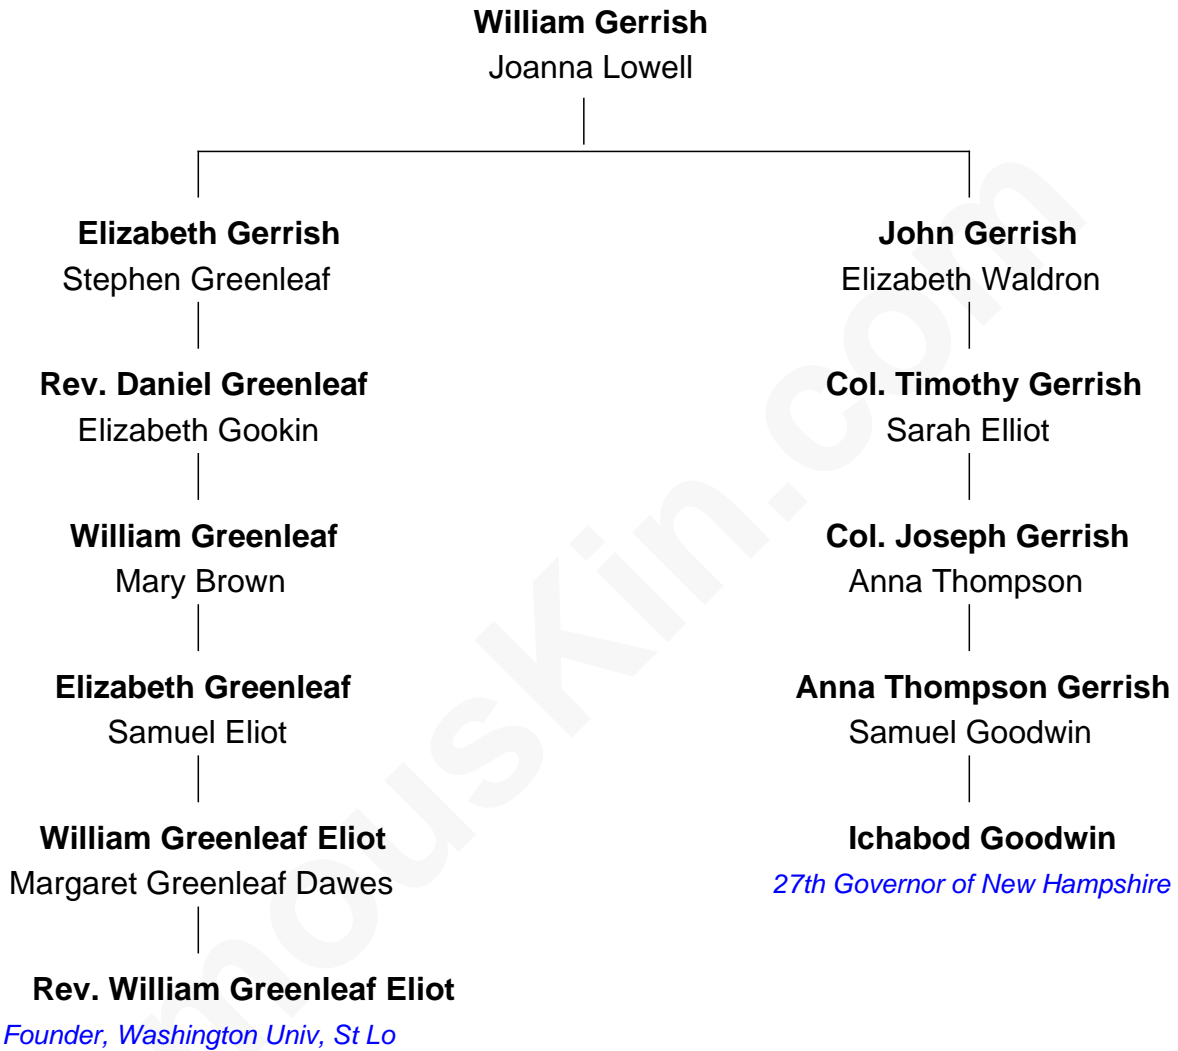 William Gerrish
Joanna Lowell
Elizabeth Gerrish
Stephen Greenleaf
John Gerrish
Elizabeth Waldron
Rev. Daniel Greenleaf
Elizabeth Gookin
Col. Timothy Gerrish
Sarah Elliot
William Greenleaf
Mary Brown
Col. Joseph Gerrish
Anna Thompson
Elizabeth Greenleaf
Samuel Eliot
Anna Thompson Gerrish
Samuel Goodwin
William Greenleaf Eliot
Margaret Greenleaf Dawes
Ichabod Goodwin
27th Governor of New Hampshire
Rev. William Greenleaf Eliot
Founder, Washington Univ, St Lo
mousKin.com